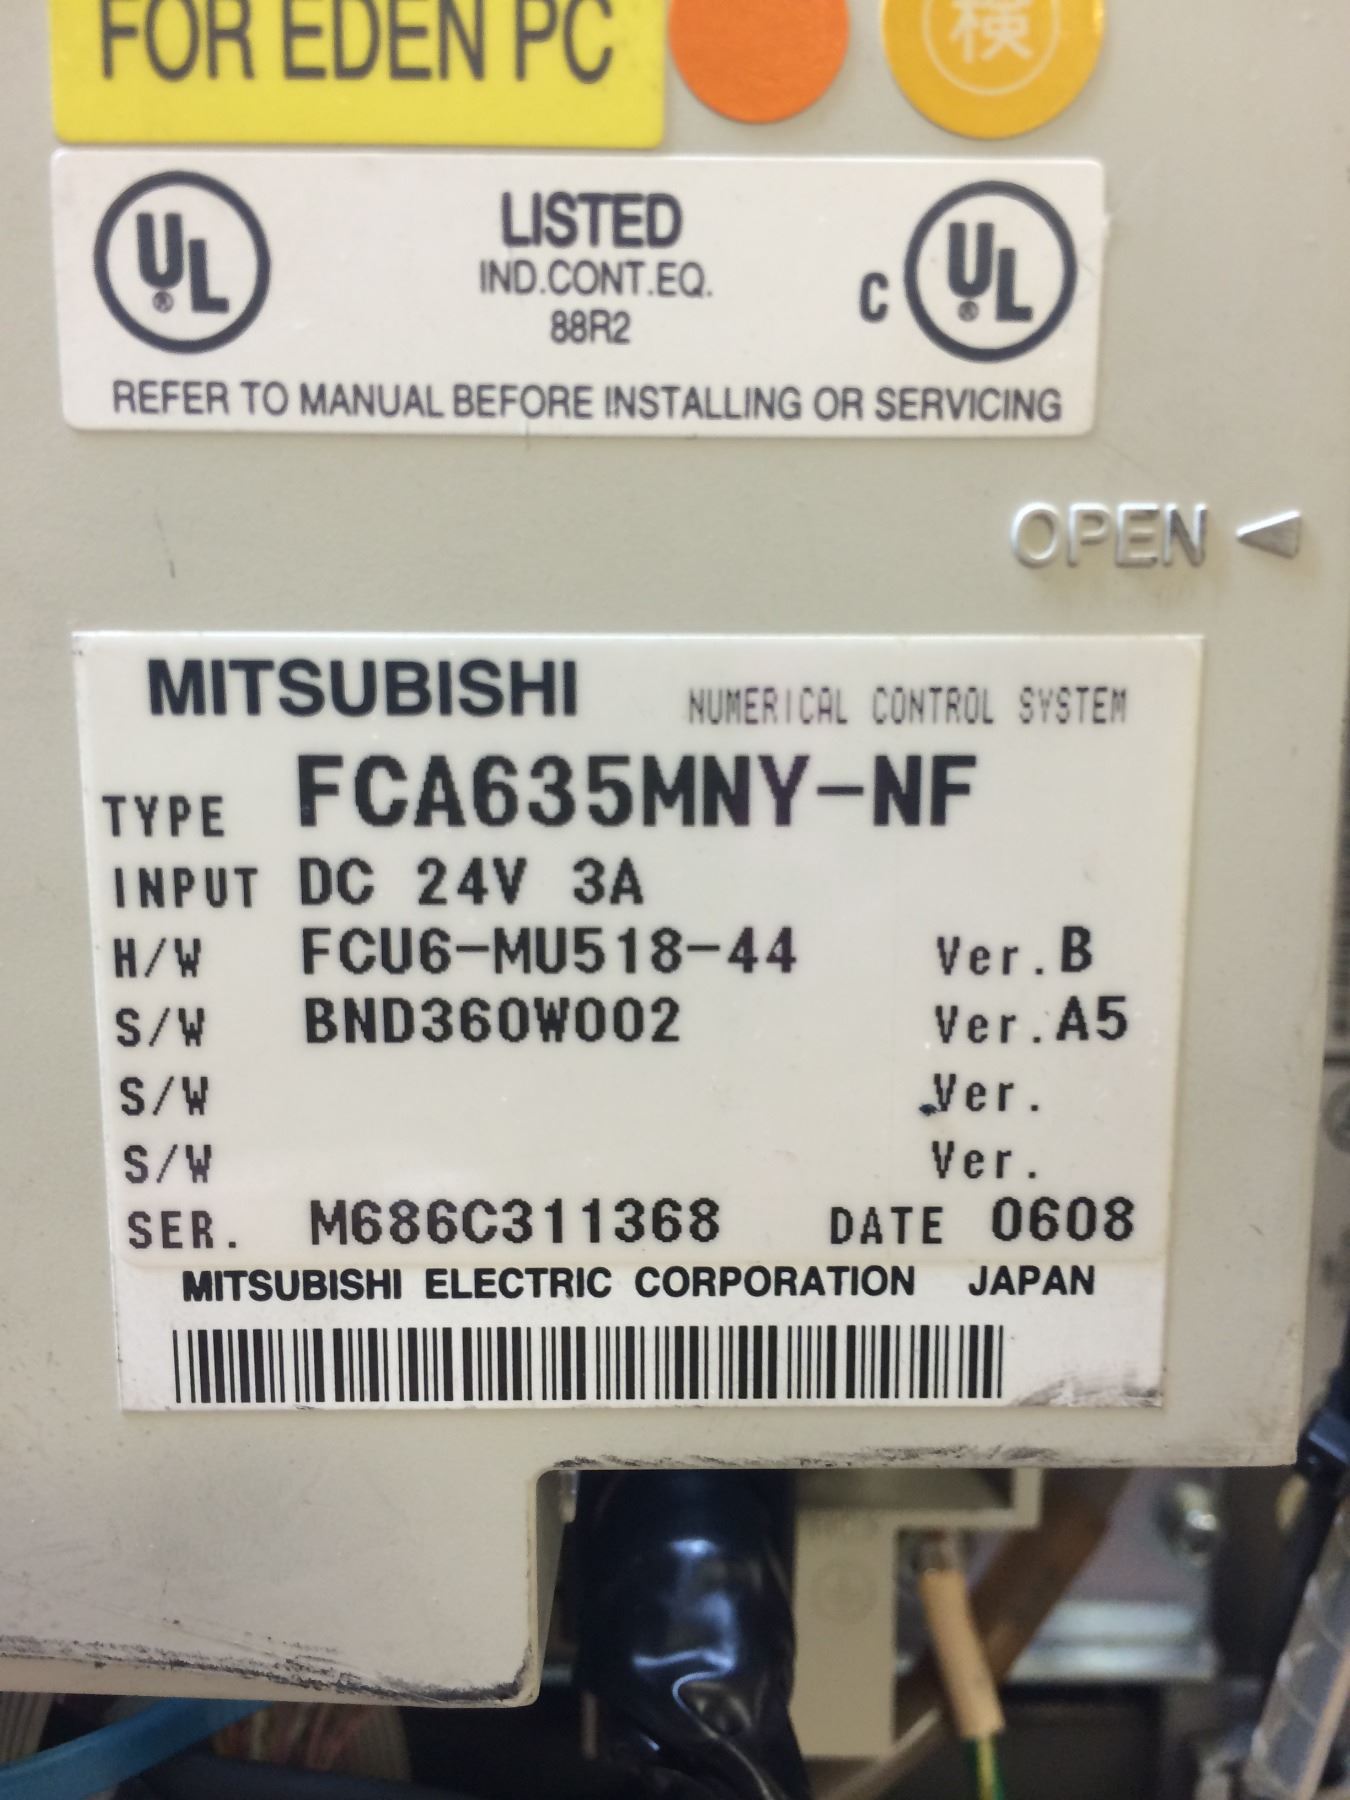 FOR EDEN PC
検
UL
®
LISTED
IND.CONT.EQ.
88R2
C UL
®
REFER TO MANUAL BEFORE INSTALLING OR SERVICING
OPEN
MITSUBISHI NUMERICAL CONTROL SYSTEM
TYPE FCA635MNY-NF
INPUT DC 24V 3A
H/W FCU6-MU518-44 Ver.B
S/W BND360W002 Ver.A5
S/W Ver.
S/W Ver.
SER. M686C311368 DATE 0608
MITSUBISHI ELECTRIC CORPORATION JAPAN